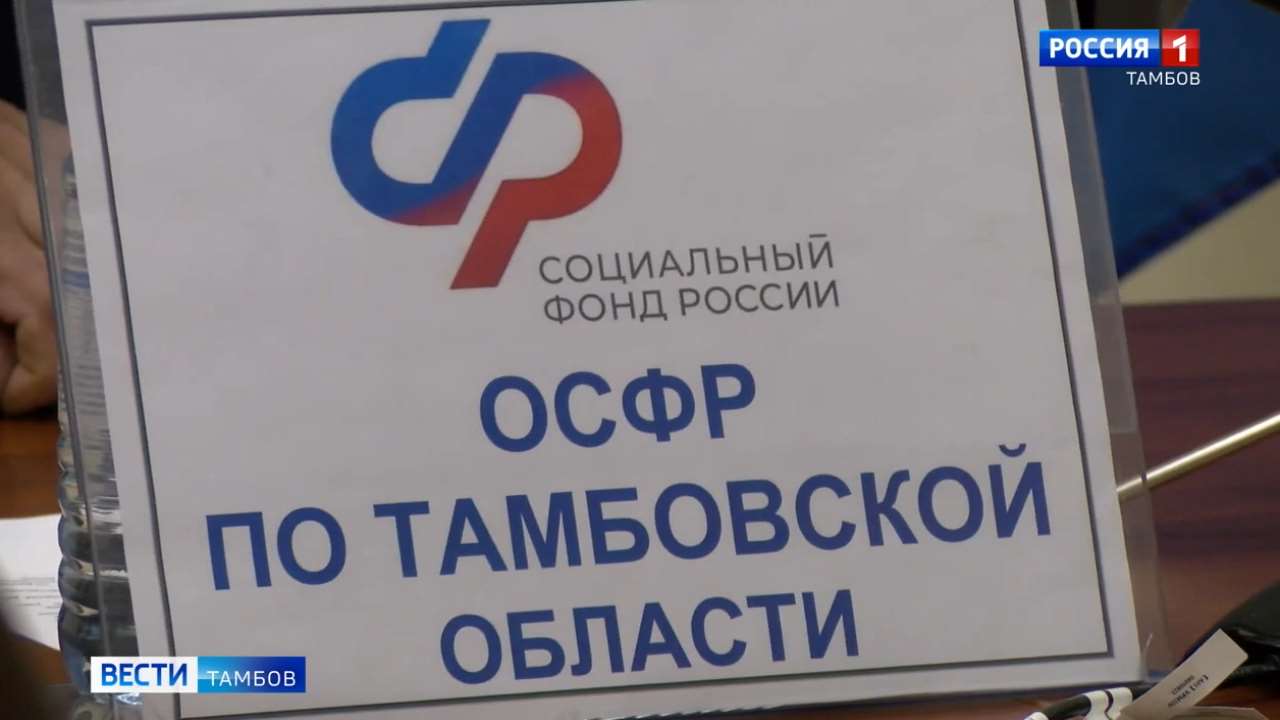 РОССИЯ 1
ТАМБОВ
СОЦИАЛЬНЫЙ
ФОНД РОССИИ
ОСФР
ПО ТАМБОВСКОЙ
ОБЛАСТИ
ВЕСТИ ТАМБОВ